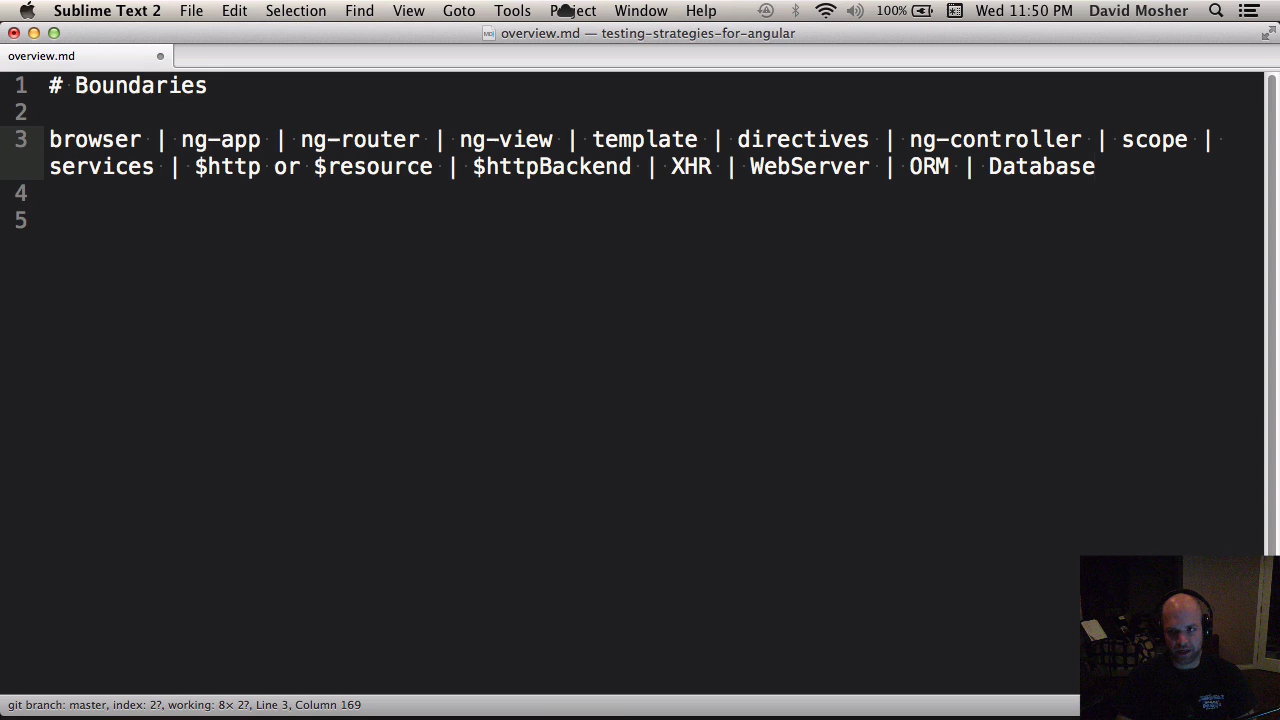 Sublime Text 2 File Edit Selection Find View Goto Tools Project Window Help 100% Wed 11:50 PM David Mosher
overview.md — testing-strategies-for-angular
overview.md
1 # Boundaries
2
3 browser | ng-app | ng-router | ng-view | template | directives | ng-controller | scope |
services | $http or $resource | $httpBackend | XHR | WebServer | ORM | Database
4
5
git branch: master, index: 2?, working: 8× 2?, Line 3, Column 169